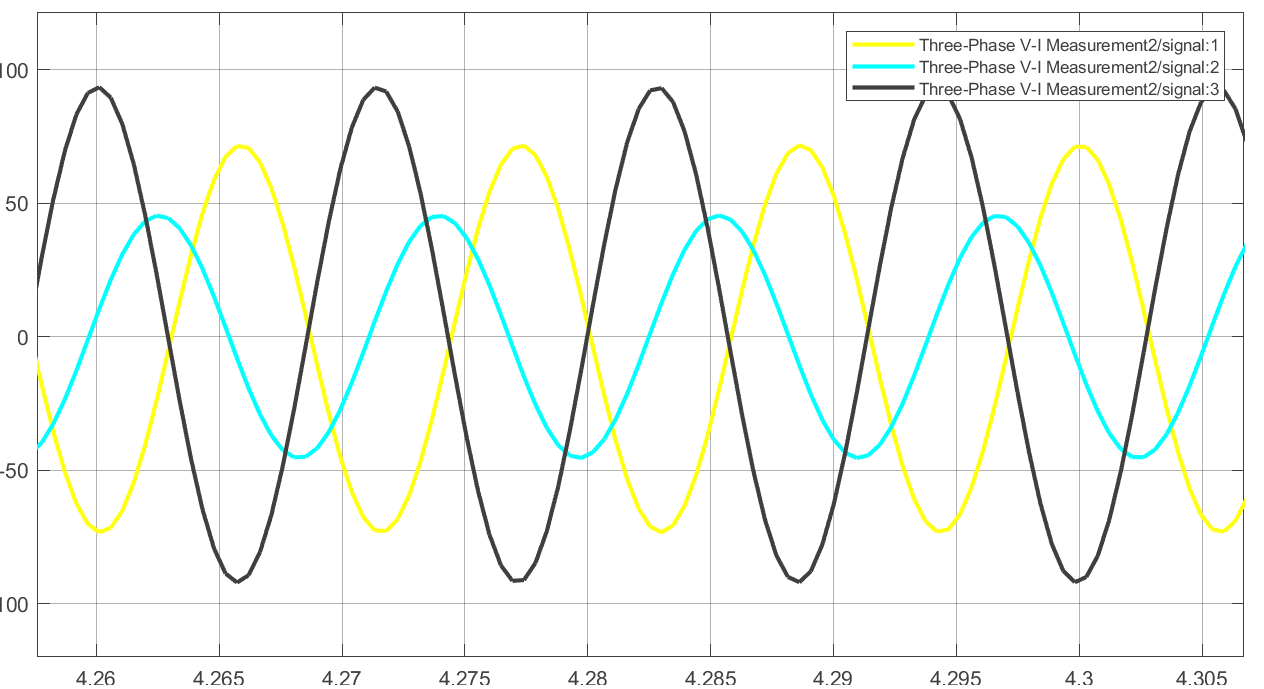 Three-Phase V-I Measurement2/signal:1
Three-Phase V-I Measurement2/signal:2
Three-Phase V-I Measurement2/signal:3
100
50
0
-50
100
4.26 4.265 4.27 4.275 4.28 4.285 4.29 4.295 4.3 4.305